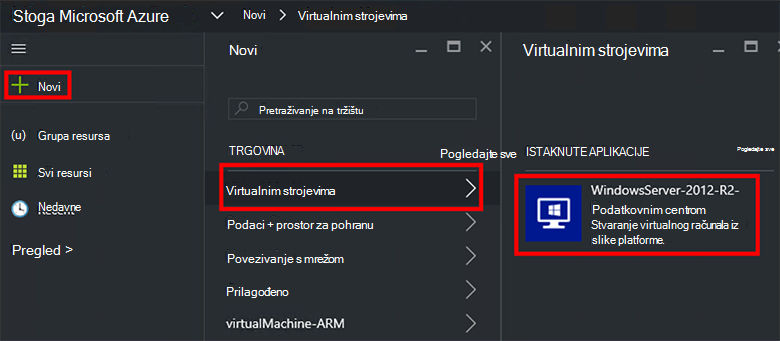 Stoga Microsoft Azure
Novi > Virtualnim strojevima
Novi
Grupa resursa
Svi resursi
Nedavne
Pregled >
Novi
Pretraživanje na tržištu
TRGOVINA
Pogledajte sve
Virtualnim strojevima
Podaci + prostor za pohranu
Povezivanje s mrežom
Prilagođeno
virtualMachine-ARM
Virtualnim strojevima
ISTAKNUTE APLIKACIJE
Pogledajte sve
WindowsServer-2012-R2-
Podatkovnim centrom
Stvaranje virtualnog računala iz
slike platforme.